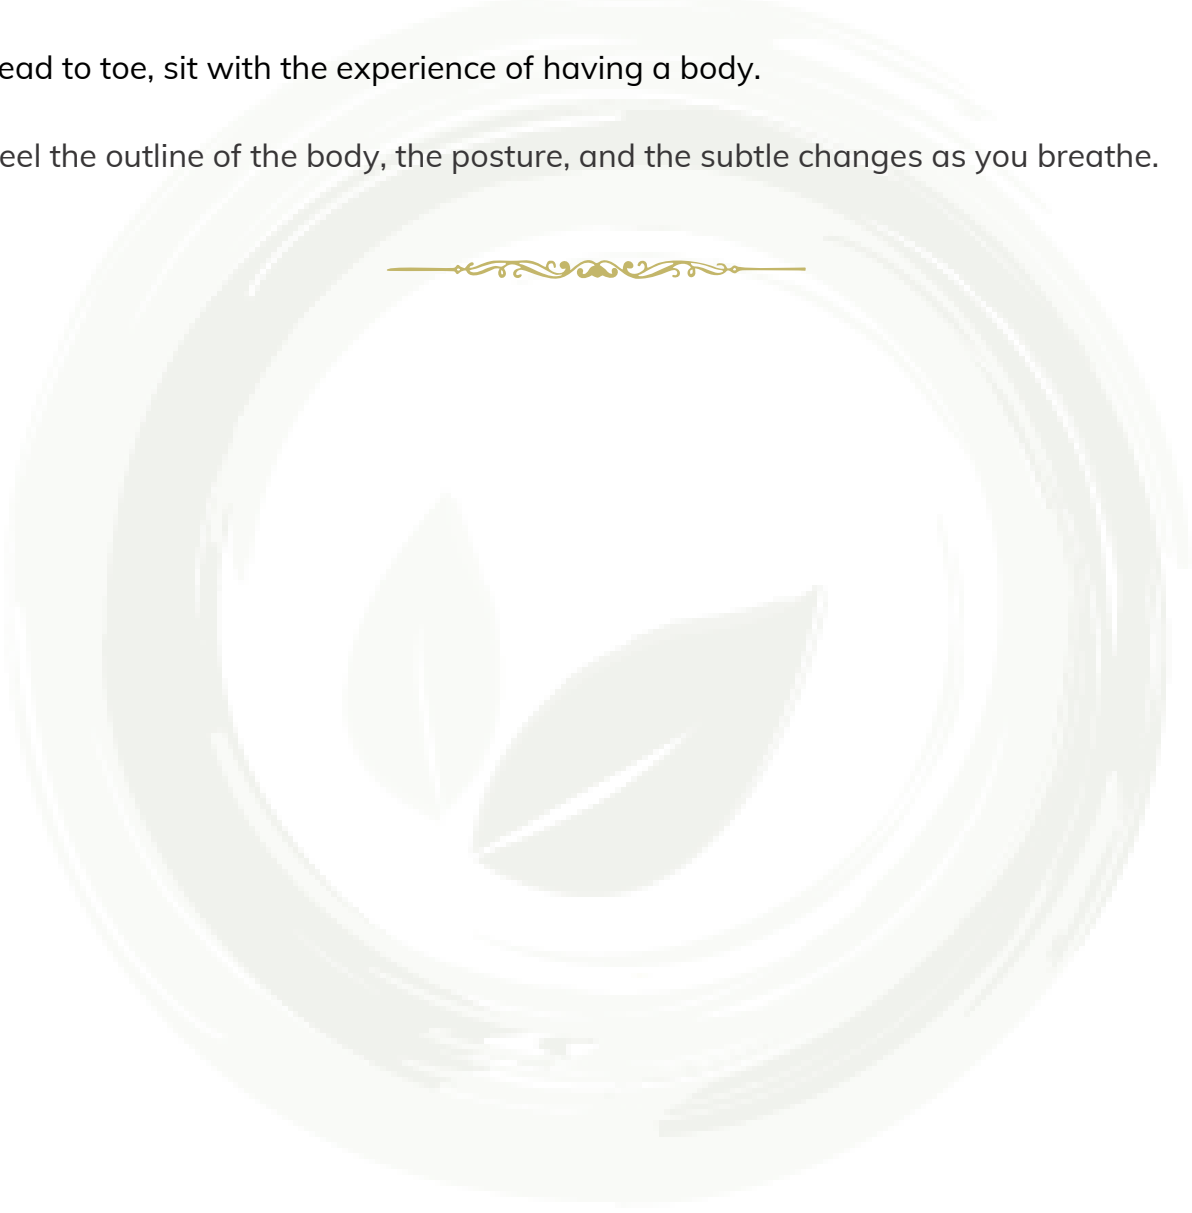 ead to toe, sit with the experience of having a body.
eel the outline of the body, the posture, and the subtle changes as you breathe.